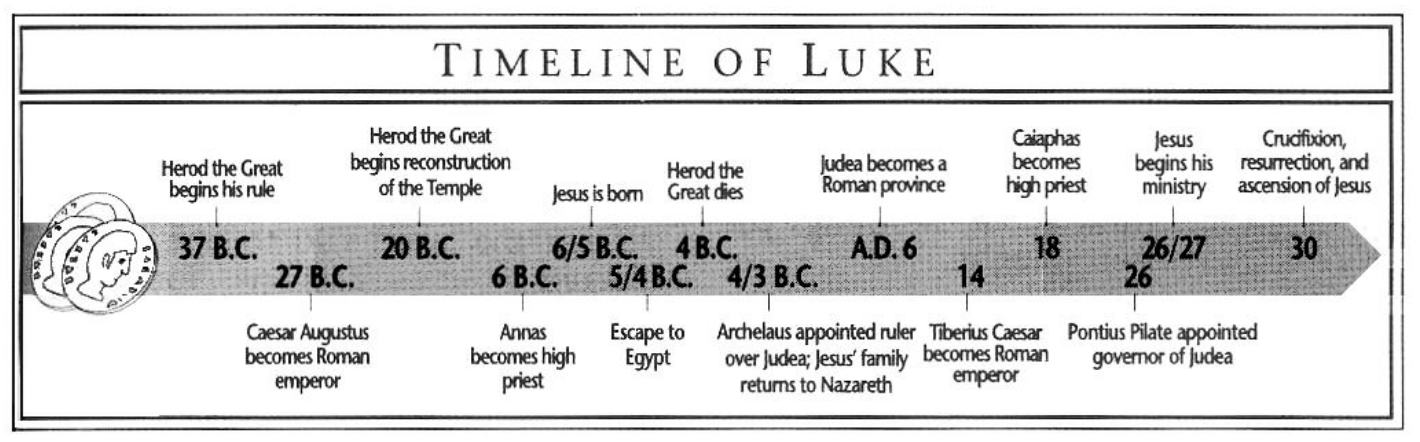 TIMELINE OF LUKE
Herod the Great
begins his rule
Herod the Great
begins reconstruction
of the Temple
Jesus is born
Herod the
Great dies
Judea becomes a
Roman province
Caiaphas
becomes
high priest
Jesus
begins his
ministry
Crucifixion,
resurrection, and
ascension of Jesus
37 B.C.
20 B.C.
6/5 B.C.
4 B.C.
A.D. 6
18
26/27
30
27 B.C.
6 B.C.
5/4 B.C.
4/3 B.C.
14
26
Caesar Augustus
becomes Roman
emperor
Annas
becomes high
priest
Escape to
Egypt
Archelaus appointed ruler
over Judea; Jesus' family
returns to Nazareth
Tiberius Caesar
becomes Roman
emperor
Pontius Pilate appointed
governor of Judea